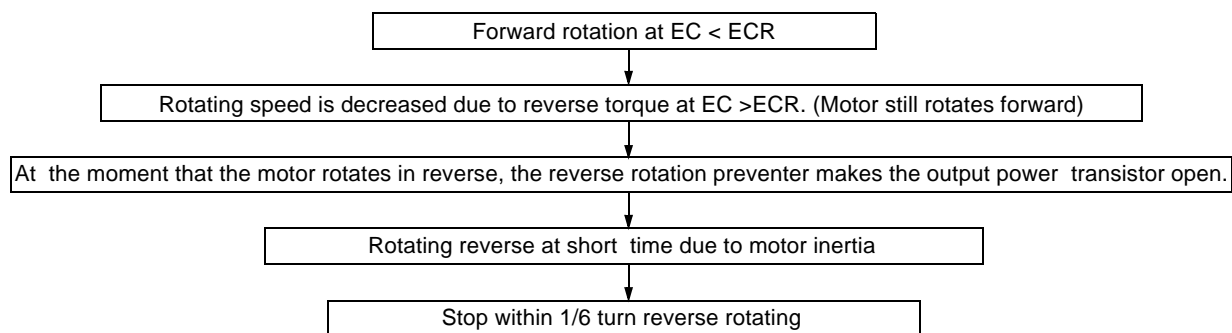 Forward rotation at EC < ECR
Rotating speed is decreased due to reverse torque at EC >ECR. (Motor still rotates forward)
At the moment that the motor rotates in reverse, the reverse rotation preventer makes the output power transistor open.
Rotating reverse at short time due to motor inertia
Stop within 1/6 turn reverse rotating